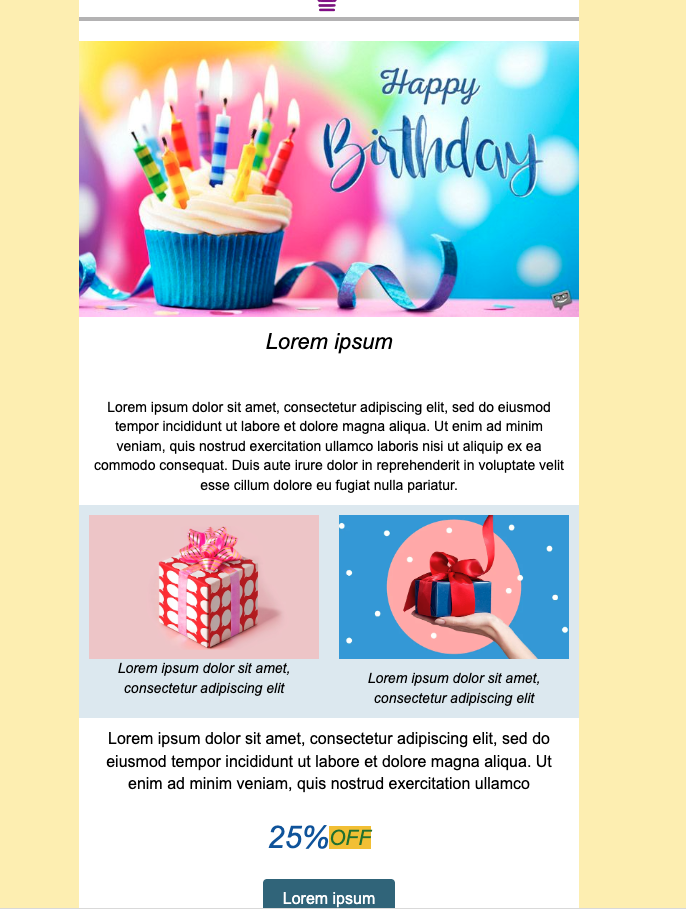 Happy
Birthday
Lorem ipsum
Lorem ipsum dolor sit amet, consectetur adipiscing elit, sed do eiusmod
tempor incididunt ut labore et dolore magna aliqua. Ut enim ad minim
veniam, quis nostrud exercitation ullamco laboris nisi ut aliquip ex ea
commodo consequat. Duis aute irure dolor in reprehenderit in voluptate velit
esse cillum dolore eu fugiat nulla pariatur.
Lorem ipsum dolor sit amet,
consectetur adipiscing elit
Lorem ipsum dolor sit amet,
consectetur adipiscing elit
Lorem ipsum dolor sit amet, consectetur adipiscing elit, sed do
eiusmod tempor incididunt ut labore et dolore magna aliqua. Ut
enim ad minim veniam, quis nostrud exercitation ullamco
25%OFF
Lorem ipsum